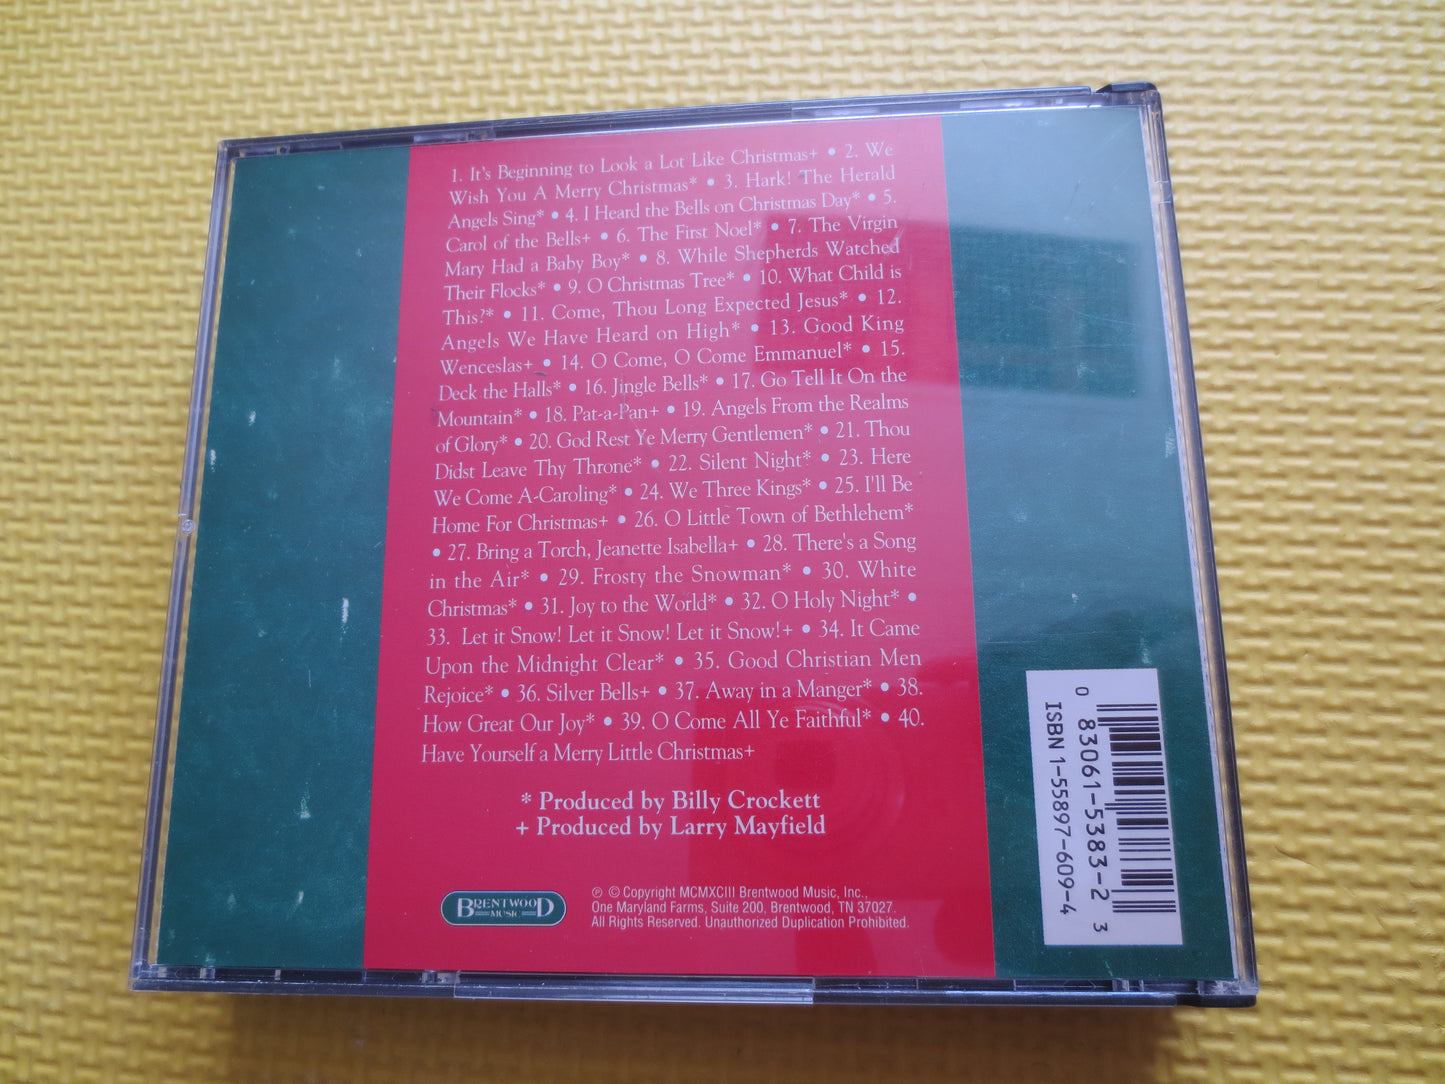 1. It's Beginning to Look a Lot Like Christmas+ • 2. We
Wish You A Merry Christmas* • 3. Hark! The Herald
Angels Sing* • 4. I Heard the Bells on Christmas Day* • 5.
Carol of the Bells+ • 6. The First Noel* • 7. The Virgin
Mary Had a Baby Boy* • 8. While Shepherds Watched
Their Flocks* • 9. O Christmas Tree* • 10. What Child is
This?* • 11. Come, Thou Long Expected Jesus* • 12.
Angels We Have Heard on High* • 13. Good King
Wenceslas+ • 14. O Come, O Come Emmanuel* • 15.
Deck the Halls* • 16. Jingle Bells* • 17. Go Tell It On the
Mountain* • 18. Pat-a-Pan+ • 19. Angels From the Realms
of Glory* • 20. God Rest Ye Merry Gentlemen* • 21. Thou
Didst Leave Thy Throne* • 22. Silent Night* • 23. Here
We Come A-Caroling* • 24. We Three Kings* • 25. I'll Be
Home For Christmas+ • 26. O Little Town of Bethlehem*
• 27. Bring a Torch, Jeanette Isabella+ • 28. There's a Song
in the Air* • 29. Frosty the Snowman* • 30. White
Christmas* • 31. Joy to the World* • 32. O Holy Night* •
33. Let it Snow! Let it Snow! Let it Snow!+ • 34. It Came
Upon the Midnight Clear* • 35. Good Christian Men
Rejoice* • 36. Silver Bells+ • 37. Away in a Manger* • 38.
How Great Our Joy* • 39. O Come All Ye Faithful* • 40.
Have Yourself a Merry Little Christmas+
* Produced by Billy Crockett
+ Produced by Larry Mayfield
BRENTWOOD
MUSIC
℗ © Copyright MCMXCIII Brentwood Music, Inc.,
One Maryland Farms, Suite 200, Brentwood, TN 37027.
All Rights Reserved. Unauthorized Duplication Prohibited.
0 83061-5383-2 3
ISBN 1-55897-609-4